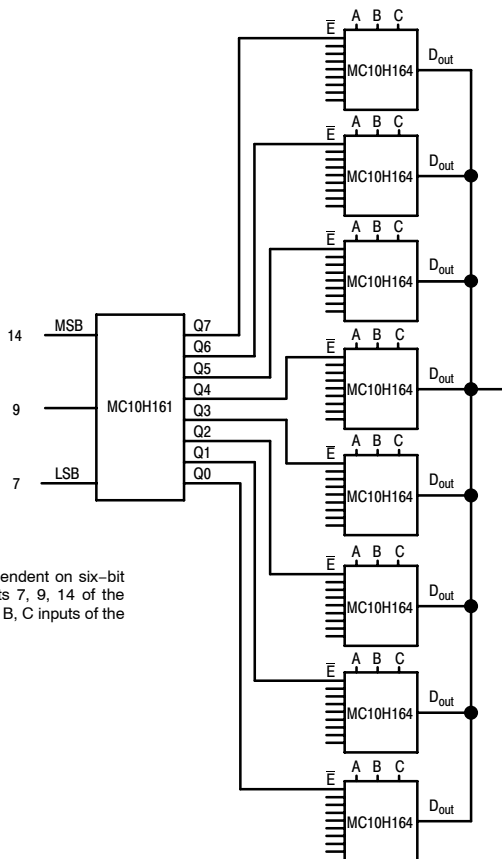 E A B C
MC10H164 Dout
E A B C
MC10H164 Dout
E A B C
MC10H164 Dout
14 MSB Q7
Q6
Q5
E A B C
MC10H164 Dout
Q4
9 MC10H161
Q3
Q2
Q1
7 LSB Q0
E A B C
MC10H164 Dout
endent on six–bit
ts 7, 9, 14 of the
B, C inputs of the
E A B C
MC10H164 Dout
E A B C
MC10H164 Dout
E A B C
MC10H164 Dout